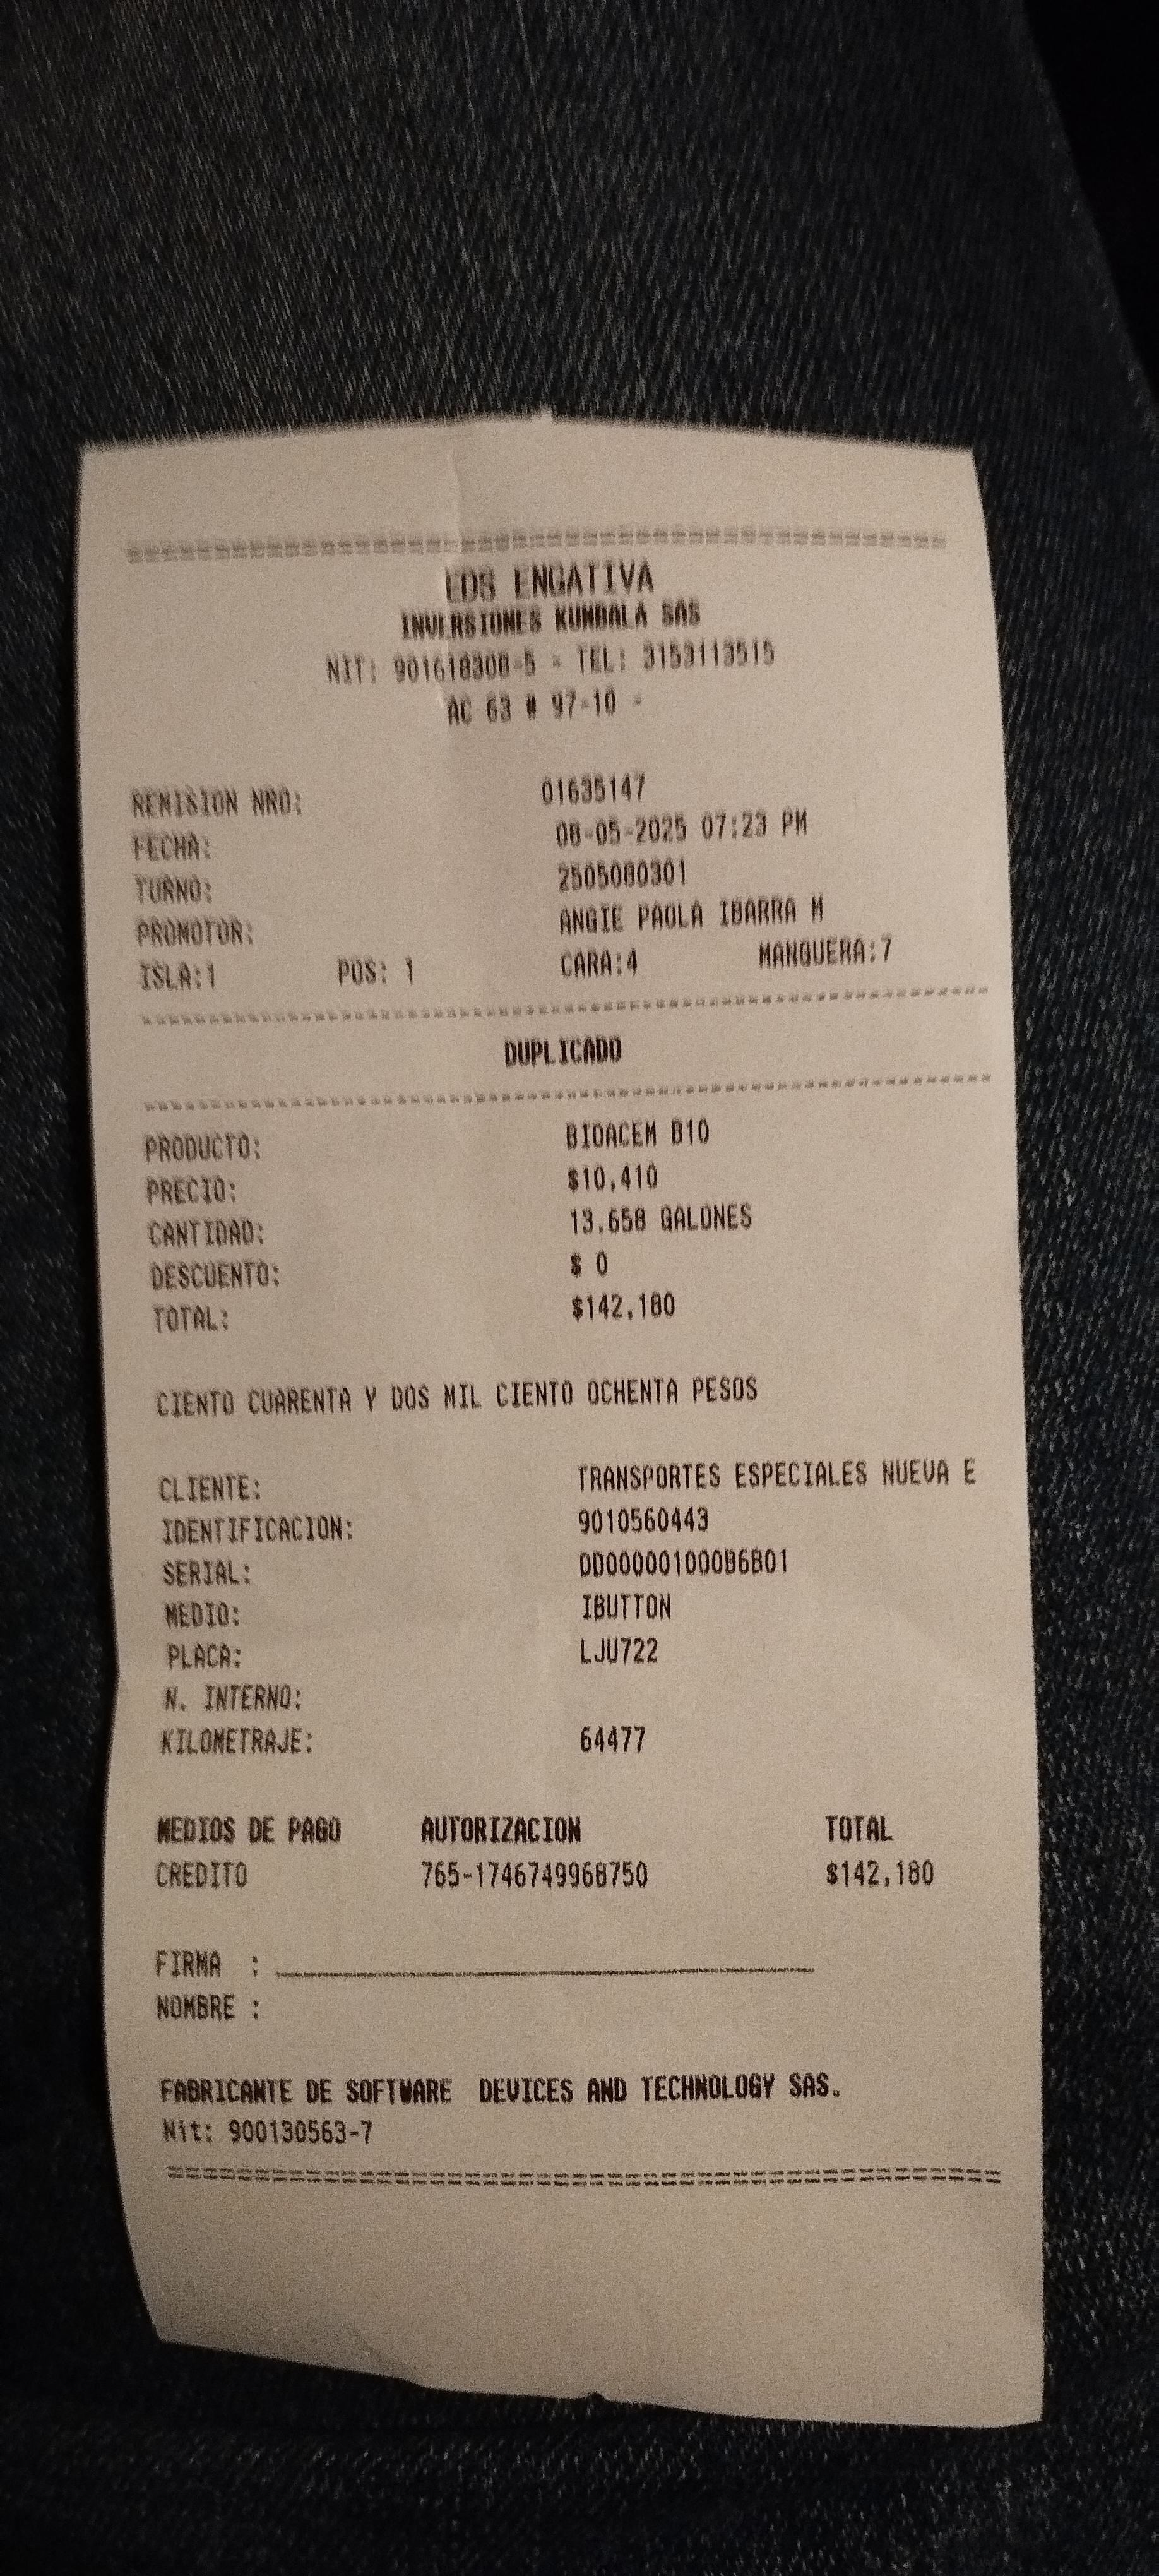 ================================================
EDS ENGATIVA
INVERSIONES KUNDALA SAS
NIT: 901618308-5 - TEL: 3153113515
AC 63 # 97-10 -
REMISION NRO: 01635147
FECHA: 08-05-2025 07:23 PM
TURNO: 2505080301
PROMOTOR: ANGIE PAOLA IBARRA M
ISLA:1 POS: 1 CARA:4 MANGUERA:7
------------------------------------------------
DUPLICADO
------------------------------------------------
PRODUCTO: BIOACEM B10
PRECIO: $10,410
CANTIDAD: 13.658 GALONES
DESCUENTO: $ 0
TOTAL: $142,180
CIENTO CUARENTA Y DOS MIL CIENTO OCHENTA PESOS
CLIENTE: TRANSPORTES ESPECIALES NUEVA E
IDENTIFICACION: 9010560443
SERIAL: DD000001000B6B01
MEDIO: IBUTTON
PLACA: LJU722
N. INTERNO:
KILOMETRAJE: 64477
MEDIOS DE PAGO AUTORIZACION TOTAL
CREDITO 765-1746749968750 $142,180
FIRMA : ______________________________
NOMBRE :
FABRICANTE DE SOFTWARE DEVICES AND TECHNOLOGY SAS.
Nit: 900130563-7
================================================